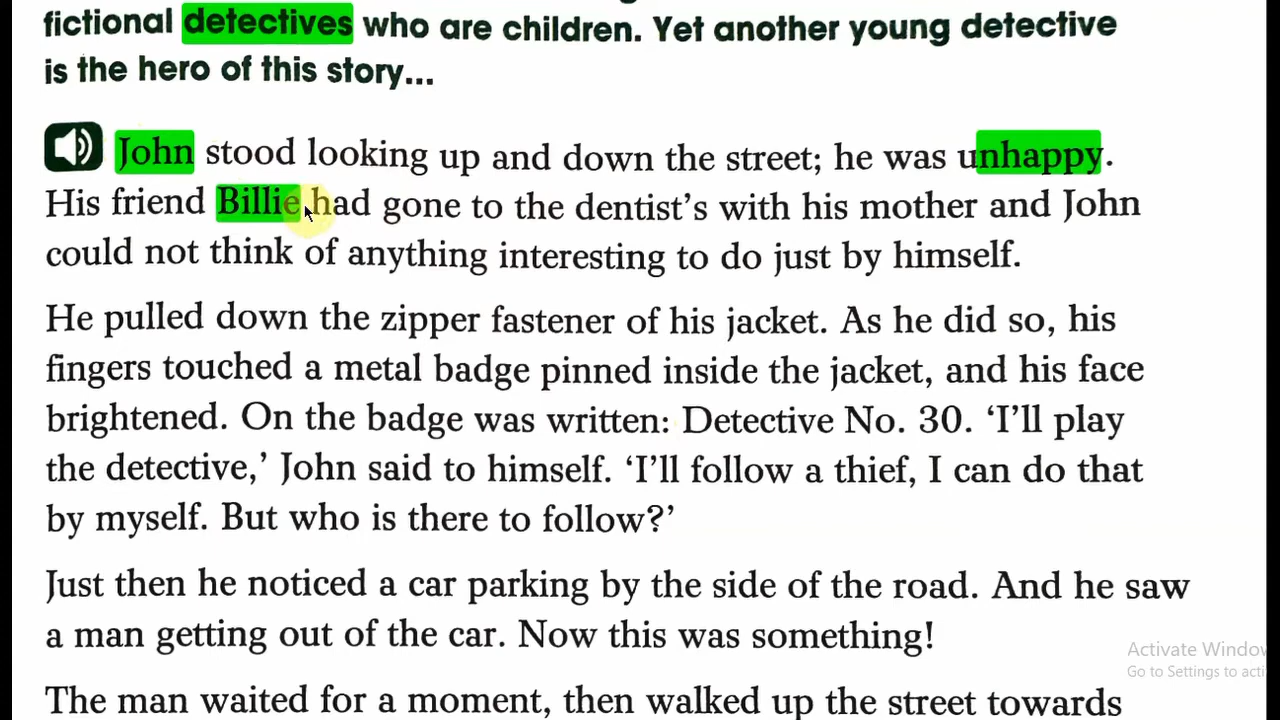 fictional detectives who are children. Yet another young detective
is the hero of this story...
John stood looking up and down the street; he was unhappy.
His friend Billie had gone to the dentist's with his mother and John
could not think of anything interesting to do just by himself.
He pulled down the zipper fastener of his jacket. As he did so, his
fingers touched a metal badge pinned inside the jacket, and his face
brightened. On the badge was written: Detective No. 30. ‘I'll play
the detective,’ John said to himself. ‘I'll follow a thief, I can do that
by myself. But who is there to follow?’
Just then he noticed a car parking by the side of the road. And he saw
a man getting out of the car. Now this was something!
The man waited for a moment, then walked up the street towards
Activate Window
Go to Settings to acti